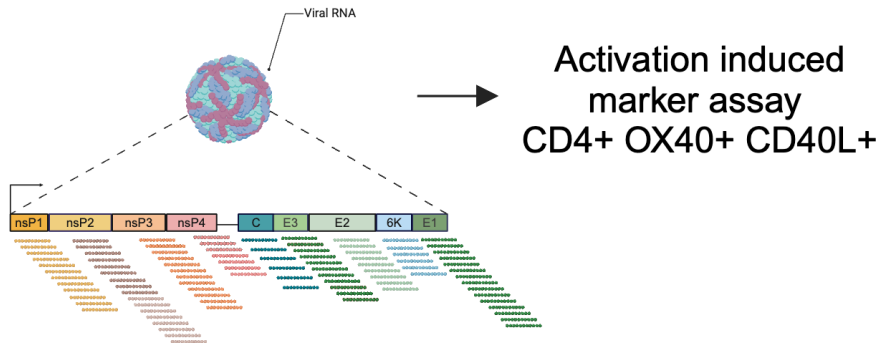 Viral RNA
Activation induced
marker assay
CD4+ OX40+ CD40L+
nsP1 nsP2 nsP3 nsP4 C E3 E2 6K E1